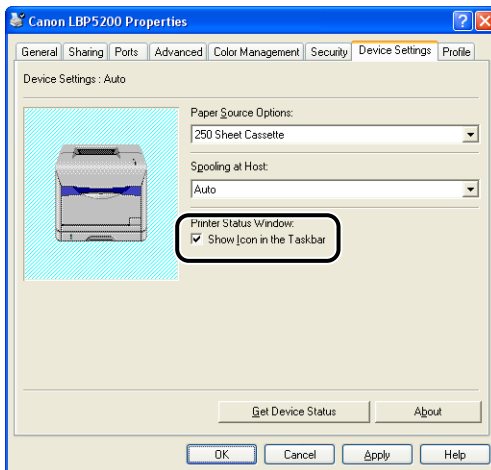 Canon LBP5200 Properties
General Sharing Ports Advanced Color Management Security Device Settings Profile
Device Settings : Auto
Paper Source Options:
250 Sheet Cassette
Spooling at Host:
Auto
Printer Status Window:
Show Icon in the Taskbar
Get Device Status About
OK Cancel Apply Help